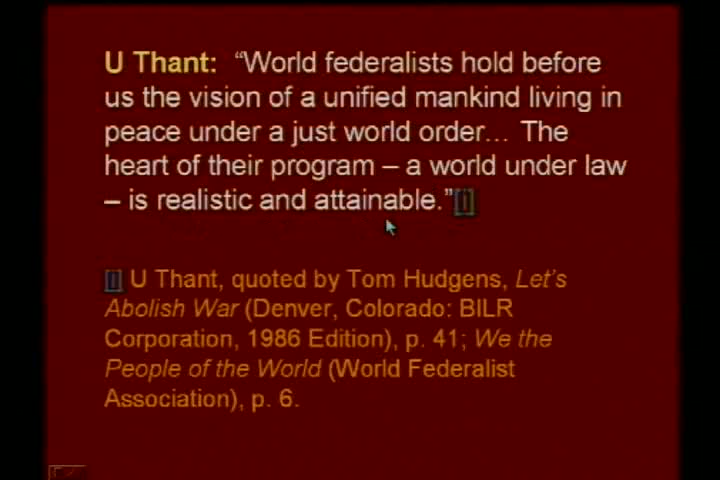 U Thant: “World federalists hold before
us the vision of a unified mankind living in
peace under a just world order... The
heart of their program – a world under law
– is realistic and attainable.”[i]
[i] U Thant, quoted by Tom Hudgens, Let’s
Abolish War (Denver, Colorado: BILR
Corporation, 1986 Edition), p. 41; We the
People of the World (World Federalist
Association), p. 6.